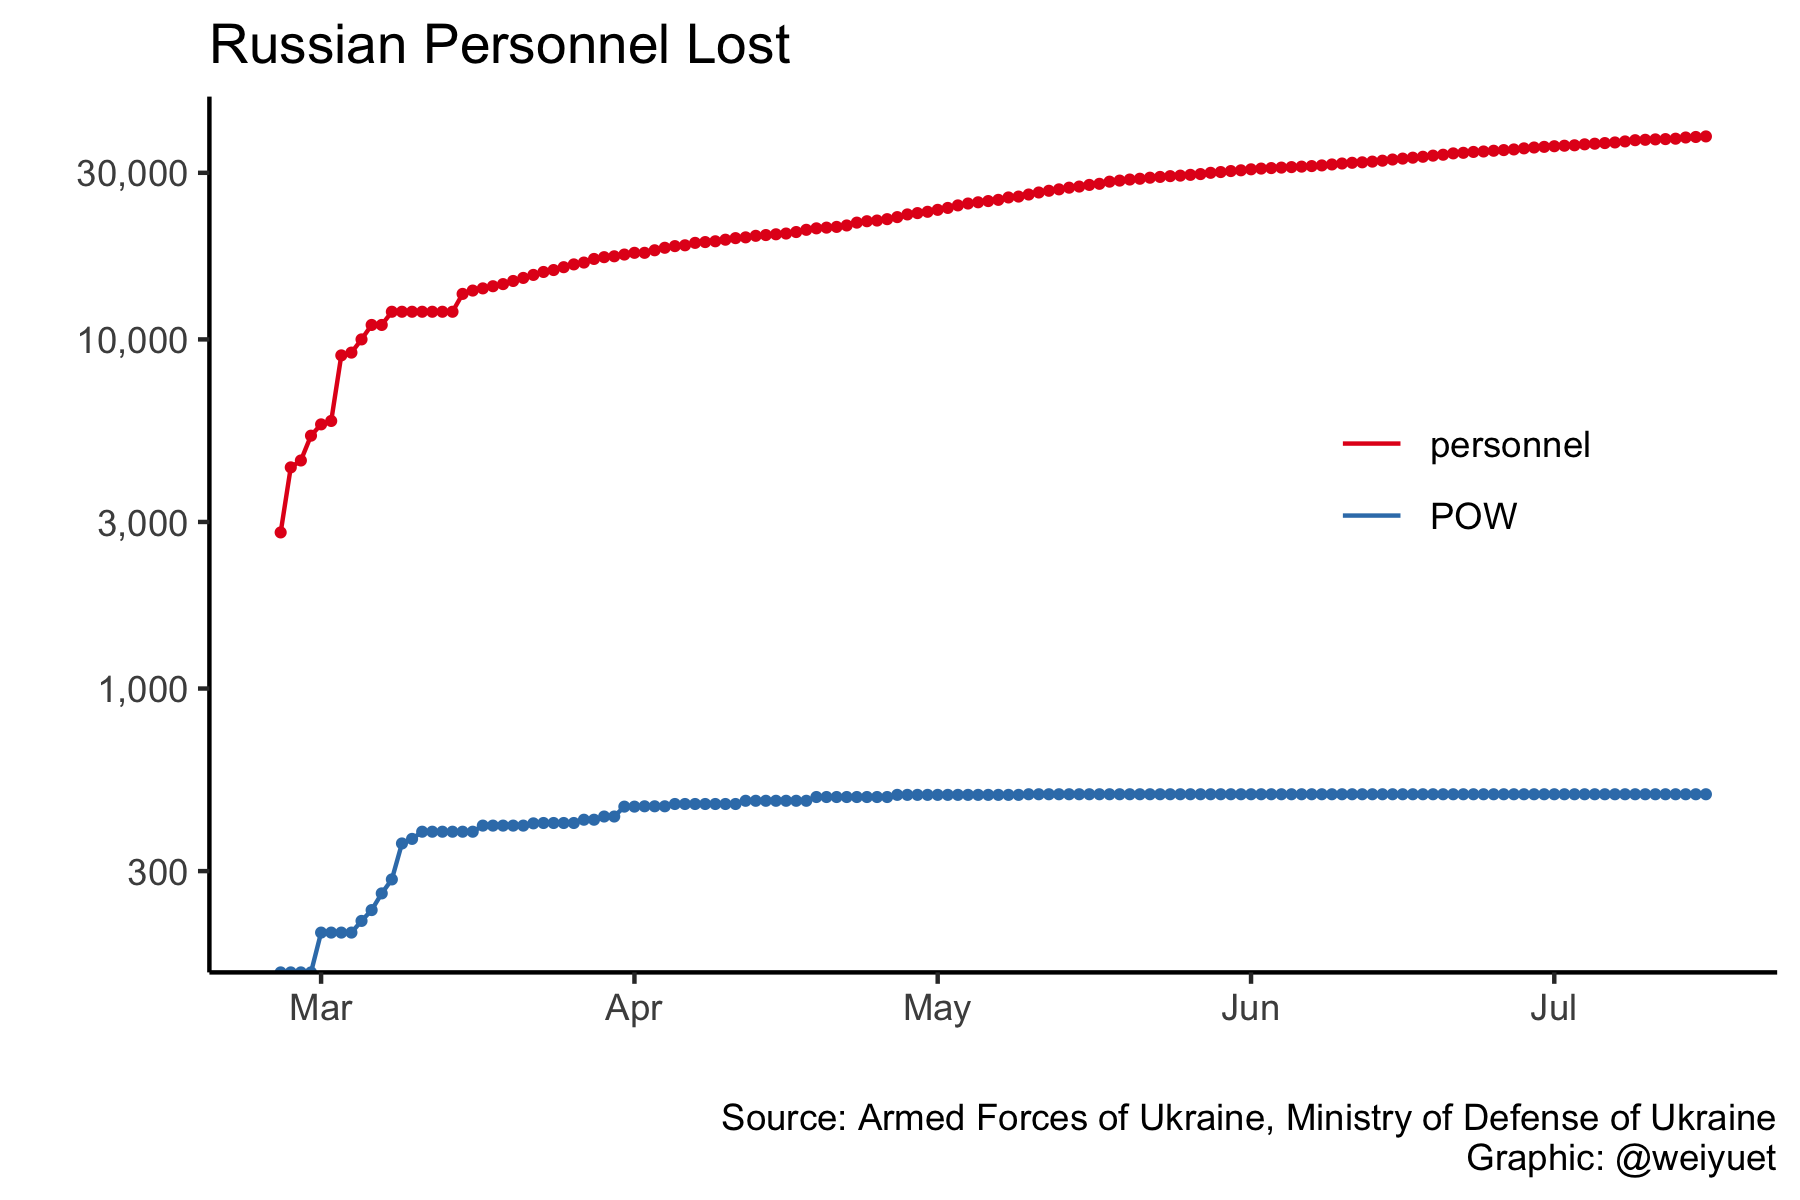 Russian Personnel Lost
30,000
10,000
3,000
1,000
300
personnel
POW
Mar Apr May Jun Jul
Source: Armed Forces of Ukraine, Ministry of Defense of Ukraine
Graphic: @weiyuet